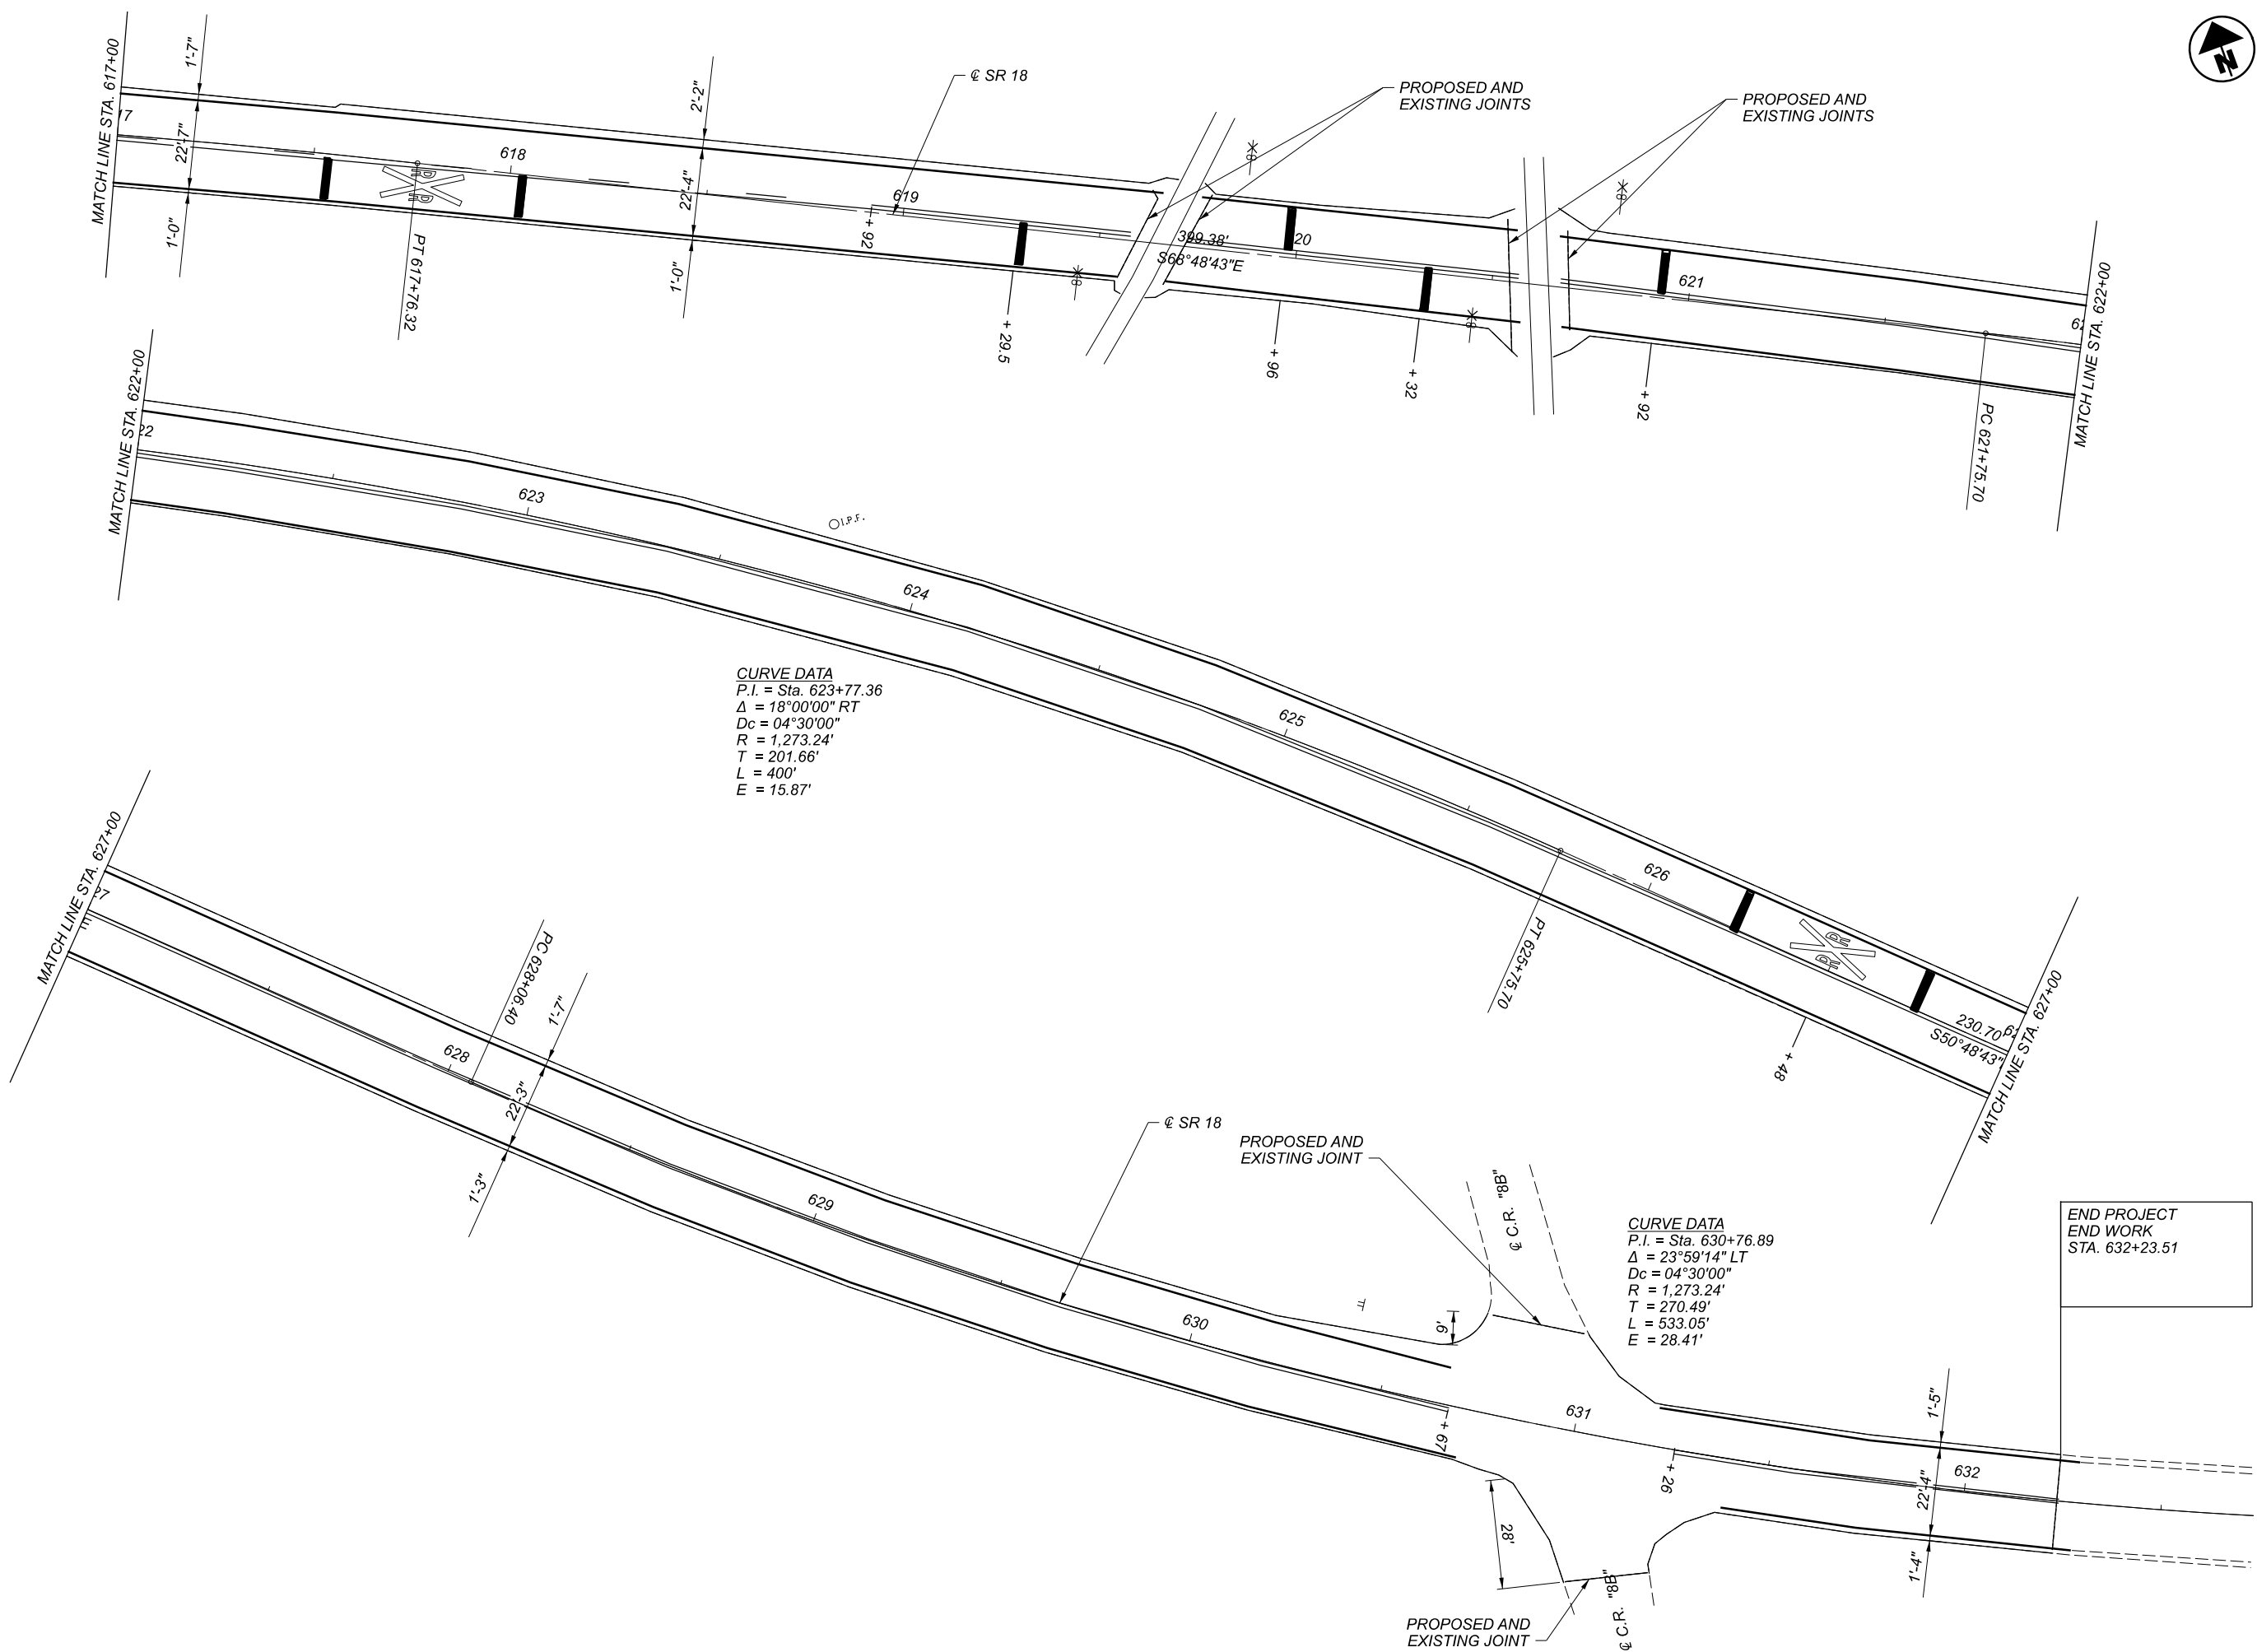 N
MATCH LINE STA. 617+00
1'-7"
22'-7"
1'-0"
17
PT 617+76.32
618
2'-2"
22'-4"
1'-0"
℄ SR 18
+ 92
619
+ 29.5
PROPOSED AND
EXISTING JOINTS
399.38'
S68°48'43"E
20
+ 96
+ 32
PROPOSED AND
EXISTING JOINTS
621
+ 92
PC 621+75.70
MATCH LINE STA. 622+00
MATCH LINE STA. 622+00
22
623
I.P.F.
624
CURVE DATA
P.I. = Sta. 623+77.36
Δ = 18°00'00" RT
Dc = 04°30'00"
R = 1,273.24'
T = 201.66'
L = 400'
E = 15.87'
625
PT 625+75.70
626
R R
+ 48
230.70'
S50°48'43"
MATCH LINE STA. 627+00
MATCH LINE STA. 627+00
27
E
628
PC 628+06.40
1'-7"
22'-3"
1'-3"
629
℄ SR 18
PROPOSED AND
EXISTING JOINT
630
6'
℄ C.R. "8B"
CURVE DATA
P.I. = Sta. 630+76.89
Δ = 23°59'14" LT
Dc = 04°30'00"
R = 1,273.24'
T = 270.49'
L = 533.05'
E = 28.41'
END PROJECT
END WORK
STA. 632+23.51
+ 67
631
+ 26
28'
1'-5"
22'-4"
1'-4"
632
PROPOSED AND
EXISTING JOINT
℄ C.R. "8B"